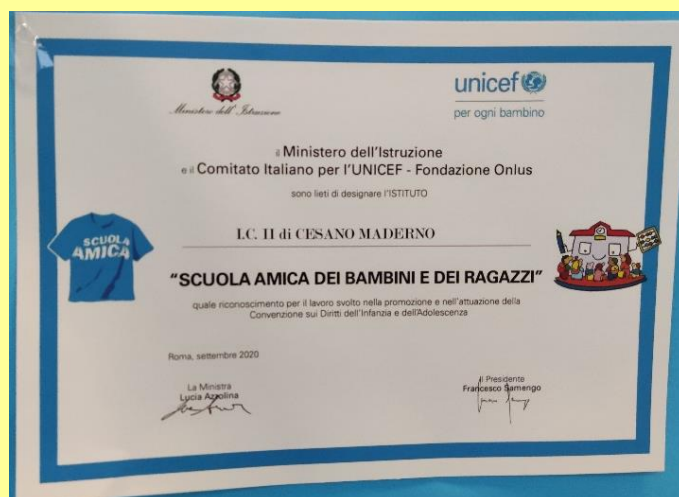 Ministero dell'Istruzione
unicef
per ogni bambino
il Ministero dell'Istruzione
e il Comitato Italiano per l'UNICEF - Fondazione Onlus
sono lieti di designare l'ISTITUTO
I.C. II di CESANO MADERNO
SCUOLA
AMICA
"SCUOLA AMICA DEI BAMBINI E DEI RAGAZZI"
quale riconoscimento per il lavoro svolto nella promozione e nell'attuazione della
Convenzione sui Diritti dell'Infanzia e dell'Adolescenza
Roma, settembre 2020
La Ministra
Lucia Azzolina
Il Presidente
Francesco Samengo